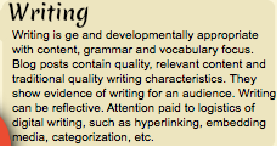 Writing
Writing is ge and developmentally appropriate
with content, grammar and vocabulary focus.
Blog posts contain quality, relevant content and
traditional quality writing characteristics. They
show evidence of writing for an audience. Writing
can be reflective. Attention paid to logistics of
digital writing, such as hyperlinking, embedding
media, categorization, etc.